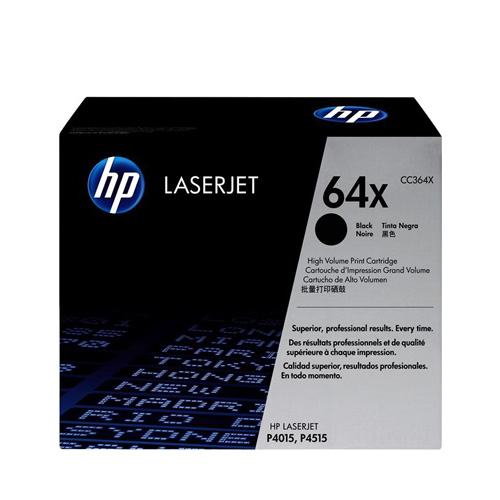 hp
hp
LASERJET
64x
CC364X
Black Tinta Negra
Noire 黑色
High Volume Print Cartridge
Cartouche d'Impression Grand Volume
Cartucho de Alto Volumen
批量打印硒鼓
Superior, professional results. Every time.
Des résultats professionnels et de qualité
supérieure à chaque impression.
Calidad superior, resultados profesionales.
En todo momento.
HP LASERJET
P4015, P4515